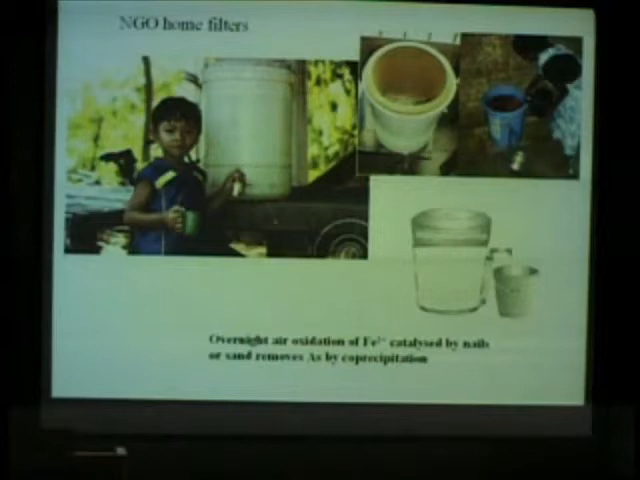 NGO home filters
Overnight air oxidation of Fe²⁺ catalysed by nails
or sand removes As by coprecipitation